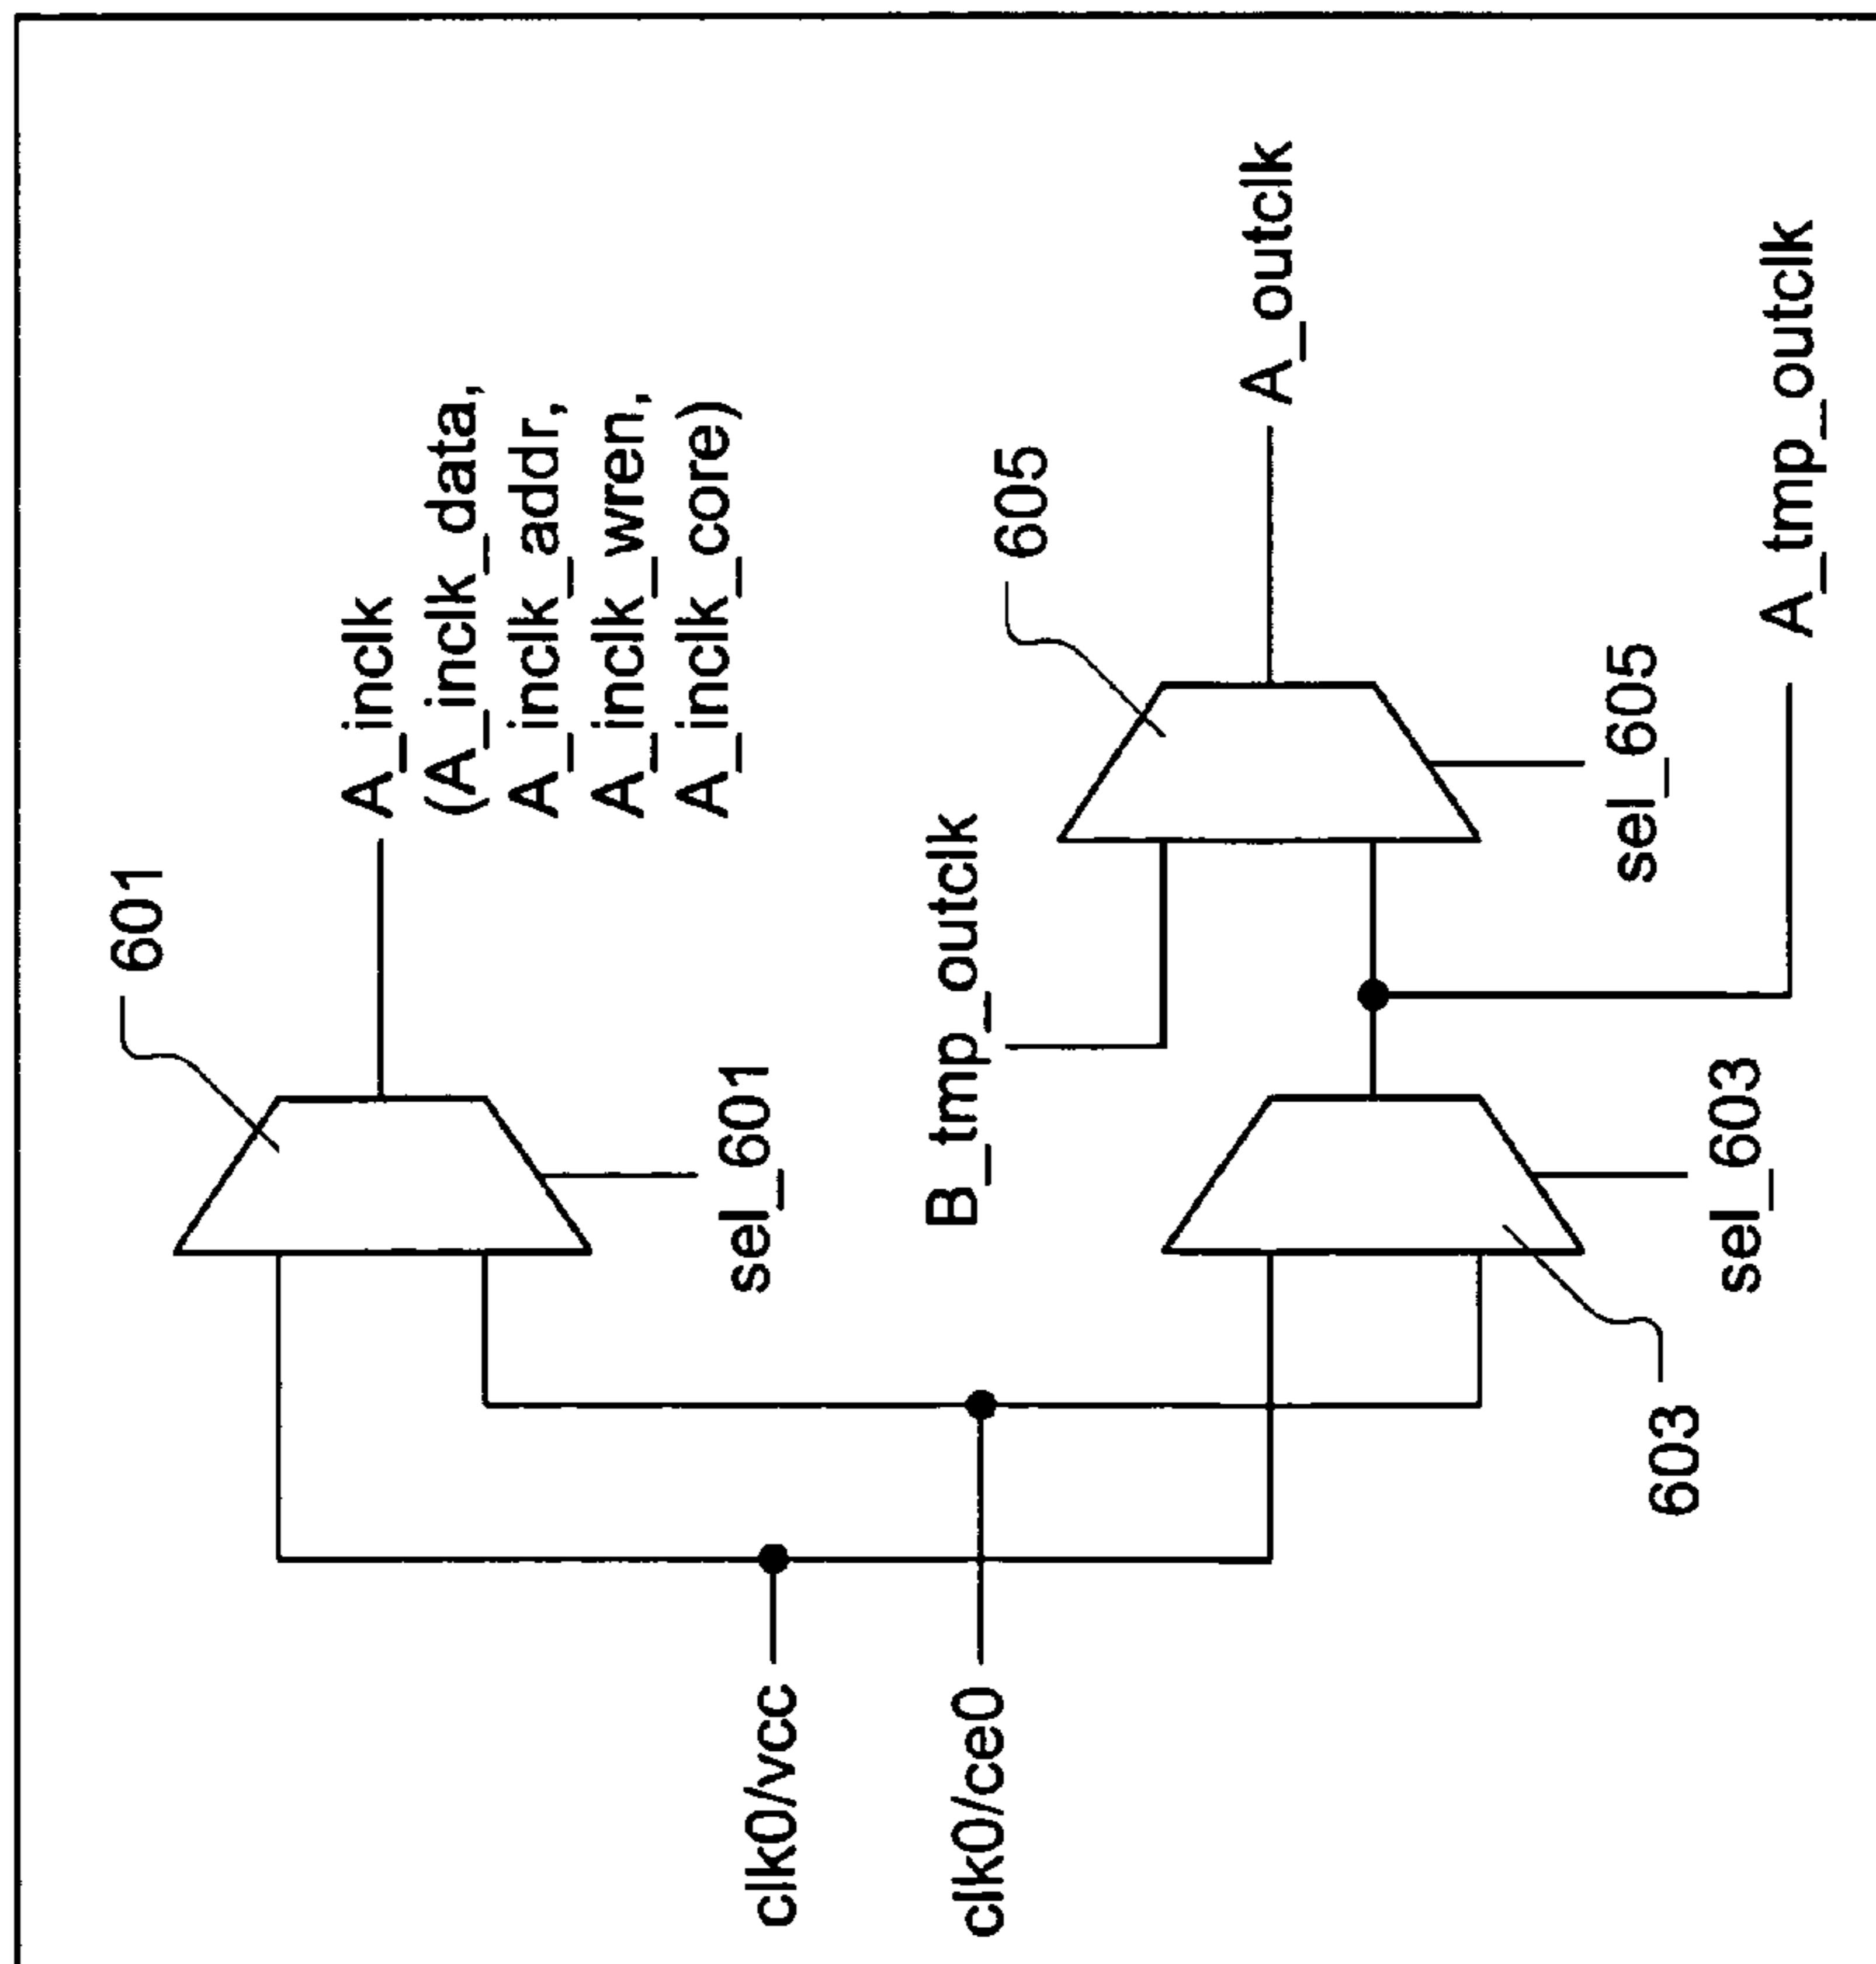 601
A_inclk
(A_inclk_data,
A_inclk_addr,
A_inclk_wren,
A_inclk_core)
sel_601
clk0/vcc
clk0/ce0
B_tmp_outclk
605
A_outclk
sel_605
603
sel_603
A_tmp_outclk